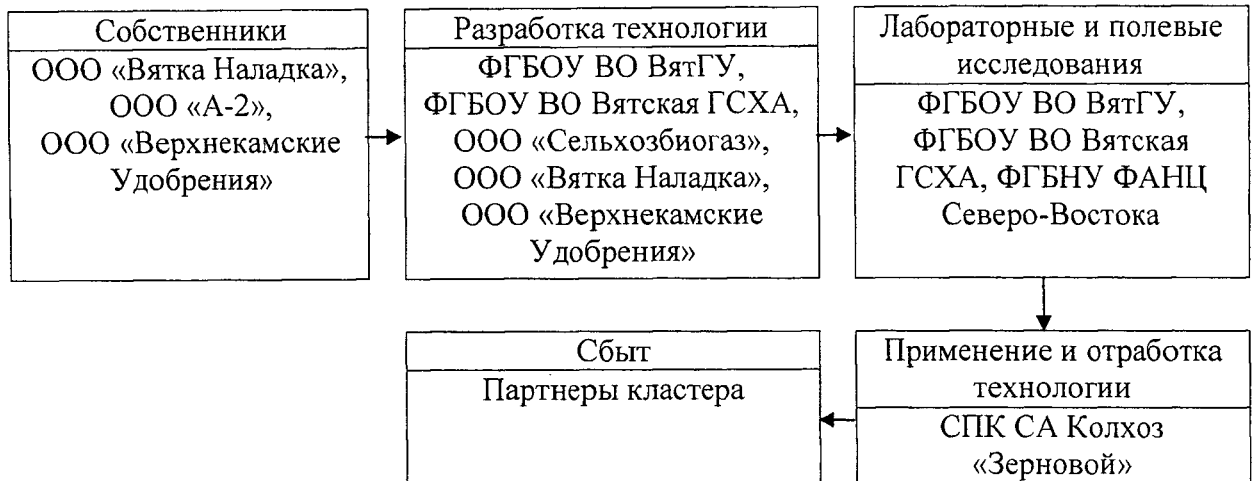 Собственники
ООО «Вятка Наладка»,
ООО «А-2»,
ООО «Верхнекамские
Удобрения»
Разработка технологии
ФГБОУ ВО ВятГУ,
ФГБОУ ВО Вятская ГСХА,
ООО «Сельхозбиогаз»,
ООО «Вятка Наладка»,
ООО «Верхнекамские
Удобрения»
Лабораторные и полевые
исследования
ФГБОУ ВО ВятГУ,
ФГБОУ ВО Вятская
ГСХА, ФГБНУ ФАНЦ
Северо-Востока
Применение и отработка
технологии
СПК СА Колхоз
«Зерновой»
Сбыт
Партнеры кластера